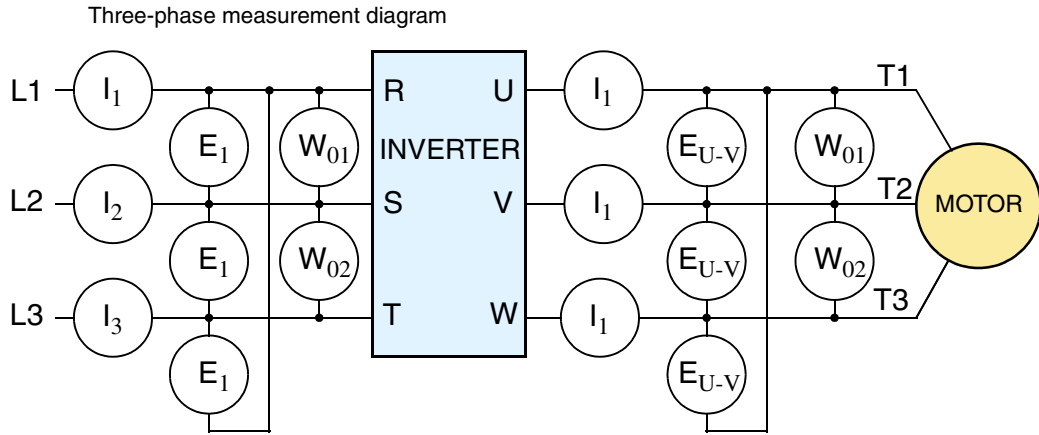 Three-phase measurement diagram
L1 I1 R U I1 T1
E1 W01 INVERTER EU-V W01
L2 I2 S V I1 T2 MOTOR
E1 W02 EU-V W02
L3 I3 T W I1 T3
E1 EU-V